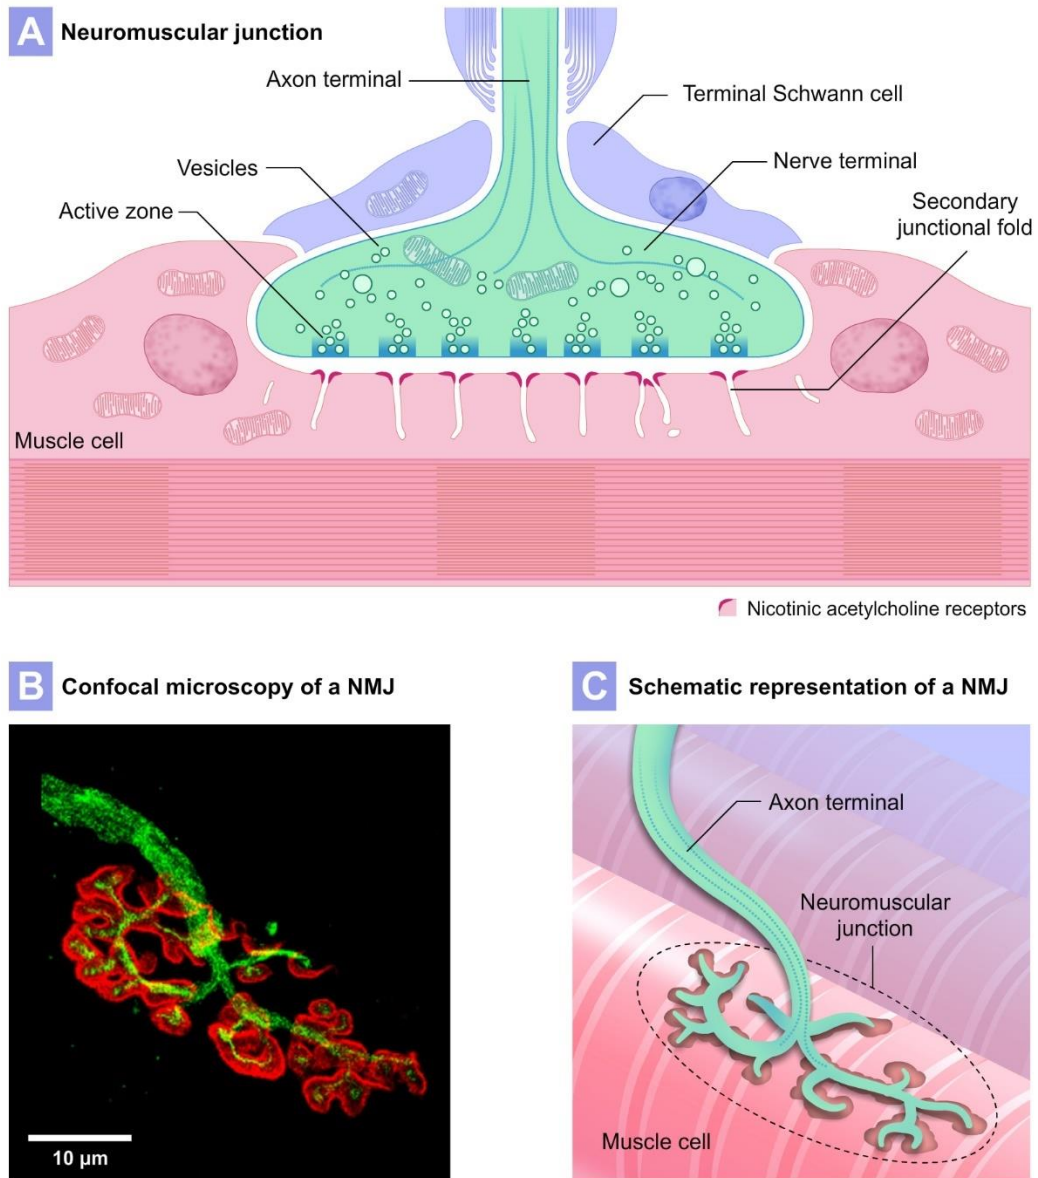 A Neuromuscular junction
Axon terminal
Terminal Schwann cell
Vesicles
Nerve terminal
Active zone
Secondary
junctional fold
Muscle cell
Nicotinic acetylcholine receptors
B Confocal microscopy of a NMJ
10 µm
C Schematic representation of a NMJ
Axon terminal
Neuromuscular
junction
Muscle cell